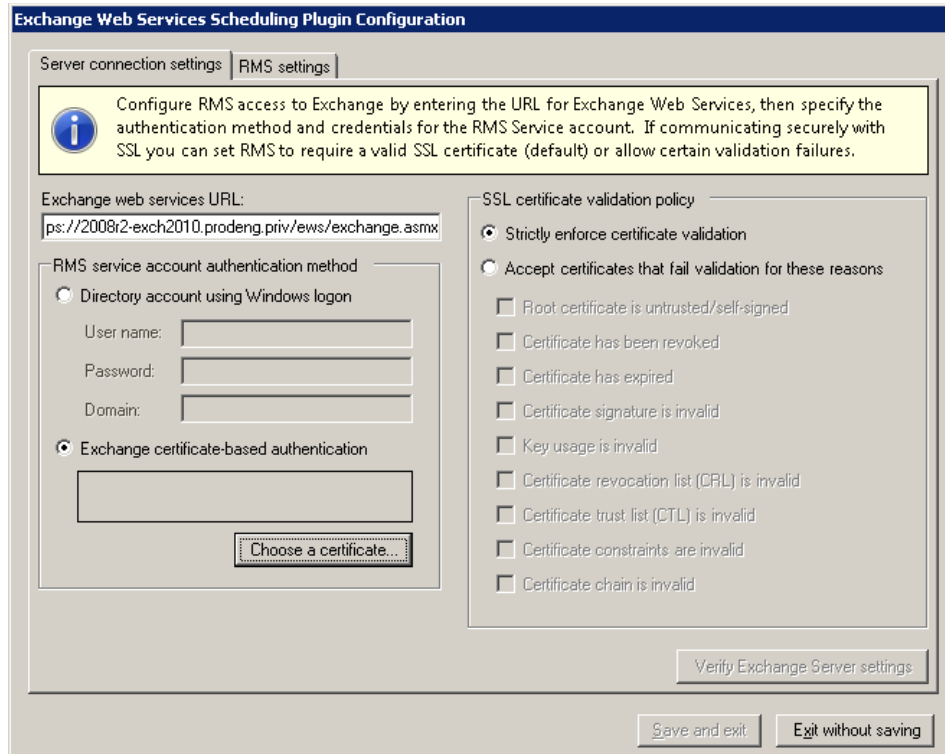 Exchange Web Services Scheduling Plugin Configuration
Server connection settings
RMS settings
Configure RMS access to Exchange by entering the URL for Exchange Web Services, then specify the
authentication method and credentials for the RMS Service account. If communicating securely with
SSL you can set RMS to require a valid SSL certificate (default) or allow certain validation failures.
Exchange web services URL:
ps://2008r2-exch2010.prodeng.priv/ews/exchange.asmx
RMS service account authentication method
Directory account using Windows logon
User name:
Password:
Domain:
Exchange certificate-based authentication
Choose a certificate...
SSL certificate validation policy
Strictly enforce certificate validation
Accept certificates that fail validation for these reasons
Root certificate is untrusted/self-signed
Certificate has been revoked
Certificate has expired
Certificate signature is invalid
Key usage is invalid
Certificate revocation list (CRL) is invalid
Certificate trust list (CTL) is invalid
Certificate constraints are invalid
Certificate chain is invalid
Verify Exchange Server settings
Save and exit
Exit without saving